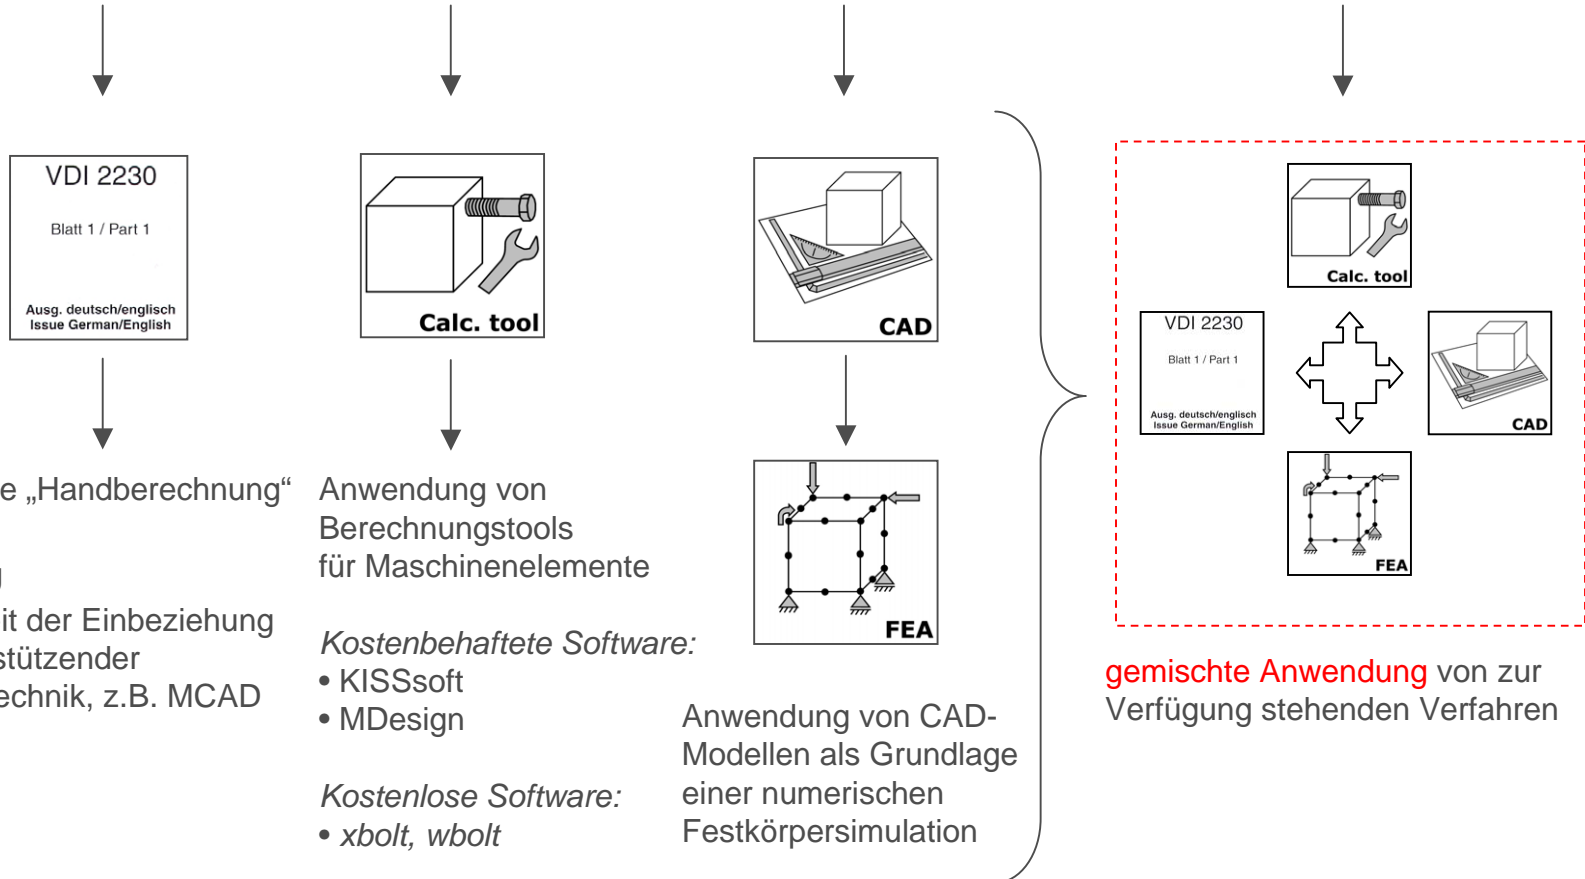 VDI 2230
Blatt 1 / Part 1
Ausg. deutsch/englisch
Issue German/English
„Handberechnung“
der Einbeziehung
z.B. MCAD
Calc. tool
Anwendung von
Berechnungstools
für Maschinenelemente
Kostenbehaftete Software:
• KISSsoft
• MDesign
Kostenlose Software:
• xbolt, wbolt
CAD
FEA
Anwendung von CAD-
Modellen als Grundlage
einer numerischen
Festkörpersimulation
Calc. tool
VDI 2230
Blatt 1 / Part 1
Ausg. deutsch/englisch
Issue German/English
CAD
FEA
gemischte Anwendung von zur
Verfügung stehenden Verfahren